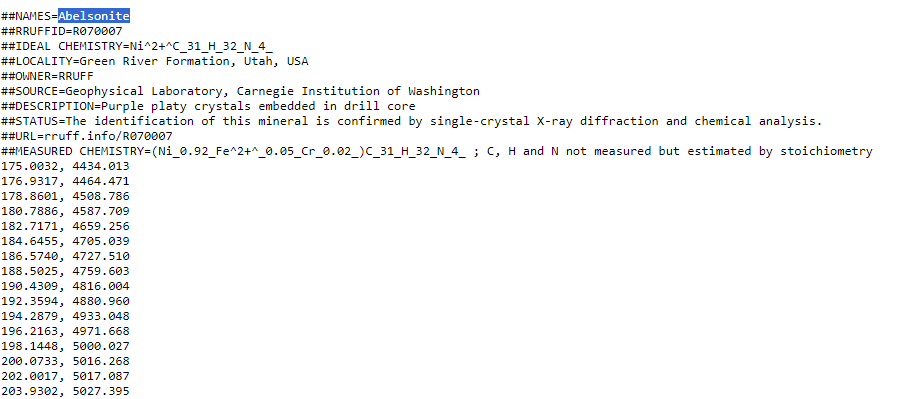 ##NAMES=Abelsonite
##RRUFFID=R070007
##IDEAL CHEMISTRY=Ni^2+^C_31_H_32_N_4_
##LOCALITY=Green River Formation, Utah, USA
##OWNER=RRUFF
##SOURCE=Geophysical Laboratory, Carnegie Institution of Washington
##DESCRIPTION=Purple platy crystals embedded in drill core
##STATUS=The identification of this mineral is confirmed by single-crystal X-ray diffraction and chemical analysis.
##URL=rruff.info/R070007
##MEASURED CHEMISTRY=(Ni_0.92_Fe^2+^_0.05_Cr_0.02_)C_31_H_32_N_4_ ; C, H and N not measured but estimated by stoichiometry
175.0032, 4434.013
176.9317, 4464.471
178.8601, 4508.786
180.7886, 4587.709
182.7171, 4659.256
184.6455, 4705.039
186.5740, 4727.510
188.5025, 4759.603
190.4309, 4816.004
192.3594, 4880.960
194.2879, 4933.048
196.2163, 4971.668
198.1448, 5000.027
200.0733, 5016.268
202.0017, 5017.087
203.9302, 5027.395